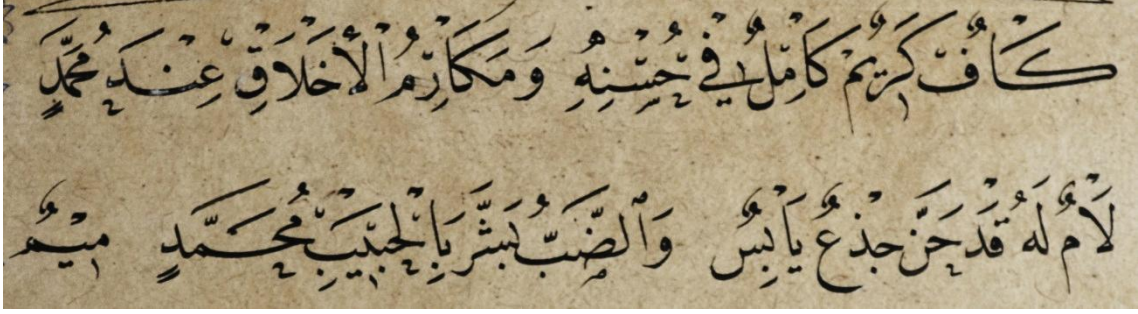 كَافٌ كَرِيمٌ كَامِلٌ فِي حُسْنِهِ وَمَكَارِمُ الْأَخْلَاقِ عِنْدَ مُحَمَّدٍ
لَامٌ لَهُ قَدْ حَنَّ جِذْعٌ يَابِسٌ وَالضَّبُّ بَشَّرَ بِالْحَبِيبِ مُحَمَّدٍ مِيمٌ